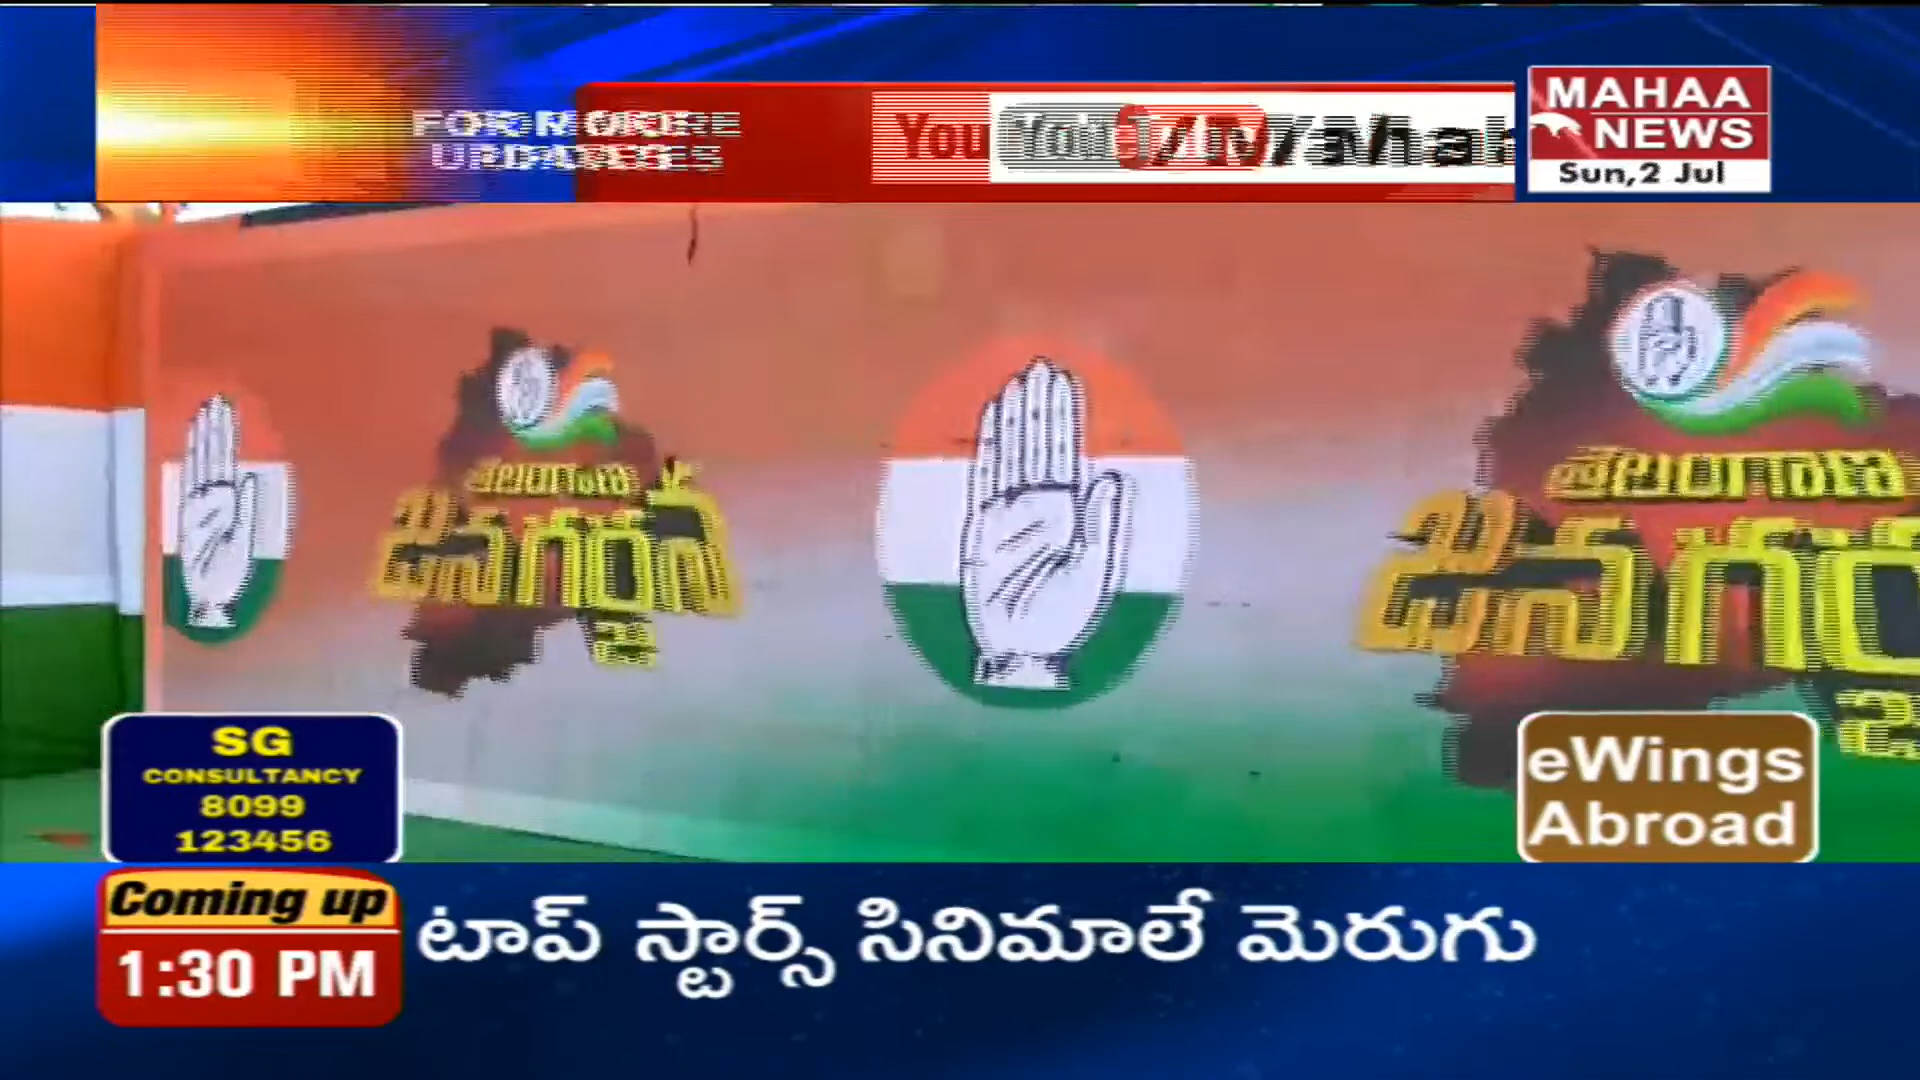 FOR MORE
UPDATES
You
MAHAA
NEWS
Sun,2 Jul
తెలంగాణ
జనగర్జన
తెలంగాణ
SG
CONSULTANCY
8099
123456
eWings
Abroad
Coming up
1:30 PM
టాప్ స్టార్స్ సినిమాలే మెరుగు